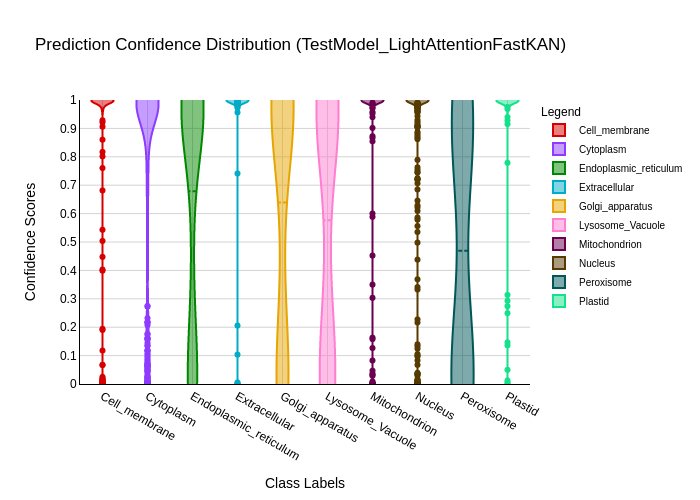 Prediction Confidence Distribution (TestModel_LightAttentionFastKAN)
Confidence Scores
1
0.9
0.8
0.7
0.6
0.5
0.4
0.3
0.2
0.1
0
Cell_membrane
Cytoplasm
Endoplasmic_reticulum
Extracellular
Golgi_apparatus
Lysosome_Vacuole
Mitochondrion
Nucleus
Peroxisome
Plastid
Class Labels
Legend
Cell_membrane
Cytoplasm
Endoplasmic_reticulum
Extracellular
Golgi_apparatus
Lysosome_Vacuole
Mitochondrion
Nucleus
Peroxisome
Plastid